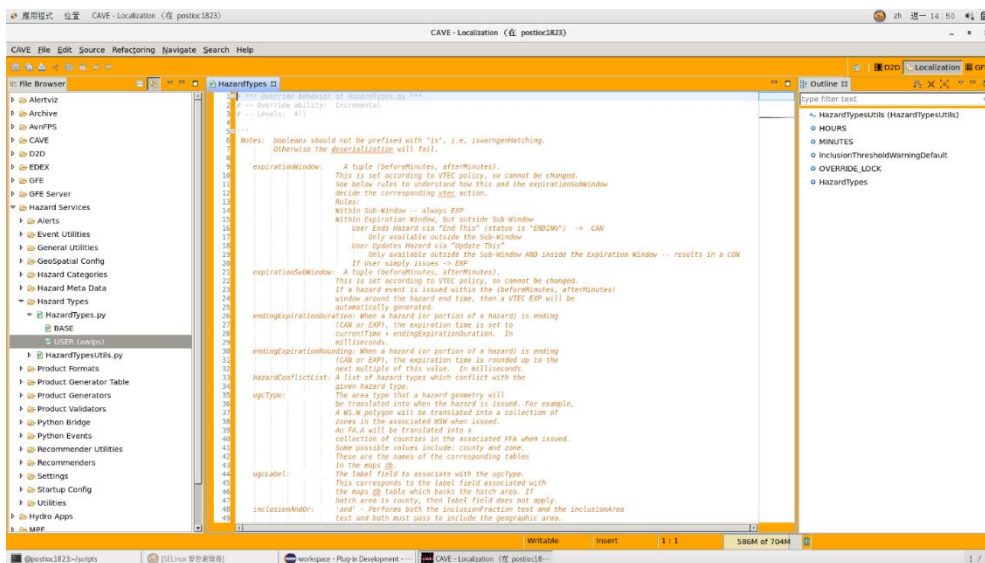 應用程式 位置 CAVE - Localization （在 postloc1823）
zh 週一 14:50
CAVE - Localization （在 postloc1823）
CAVE File Edit Source Refactoring Navigate Search Help
D2D Localization GF
File Browser
Alertviz
Archive
AvnFPS
CAVE
D2D
EDEX
GFE
GFE Server
Hazard Services
Alerts
Event Utilities
General Utilities
GeoSpatial Config
Hazard Categories
Hazard Meta Data
Hazard Types
HazardTypes.py
BASE
USER (awips)
HazardTypesUtils.py
Product Formats
Product Generator Table
Product Generators
Product Validators
Python Bridge
Python Events
Recommender Utilities
Recommenders
Settings
Startup Config
Utilities
Hydro Apps
MPE
HazardTypes
1 # *** Override behavior of HazardTypes.py ***
2 # -- Override ability: Incremental
3 # -- Levels: All
4
5 """
6 Notes: booleans should not be prefixed with "is", i.e, iswarngenHatching.
7 Otherwise the deserialization will fail.
8
9 expirationWindow: A tuple (beforeMinutes, afterMinutes).
10 This is set according to VTEC policy, so cannot be changed.
11 See below rules to understand how this and the expirationSubWindow
12 decide the corresponding vtec action.
13 Rules:
14 Within Sub-Window -- always EXP
15 Within Expiration Window, but outside Sub-Window
16 User Ends Hazard via "End This" (status is "ENDING") -> CAN
17 Only available outside the Sub-Window
18 User Updates Hazard via "Update This"
19 Only available outside the Sub-Window AND inside the Expiration Window -- results in a CON
20 If User simply issues -> EXP
21 expirationSubWindow: A tuple (beforeMinutes, afterMinutes).
22 This is set according to VTEC policy, so cannot be changed.
23 If a hazard event is issued within the (beforeMinutes, afterMinutes)
24 window around the hazard end time, then a VTEC EXP will be
25 automatically generated.
26 endingExpirationDuration: When a hazard (or portion of a hazard) is ending
27 (CAN or EXP), the expiration time is set to
28 currentTime + endingExpirationDuration. In
29 milliseconds.
30 endingExpirationRounding: When a hazard (or portion of a hazard) is ending
31 (CAN or EXP), the expiration time is rounded up to the
32 next multiple of this value. In milliseconds.
33 hazardConflictList: A list of hazard types which conflict with the
34 given hazard type.
35 ugcType: The area type that a hazard geometry will
36 be translated into when the hazard is issued. For example,
37 A WS.W polygon will be translated into a collection of
38 zones in the associated WSW when issued.
39 An FA.A will be translated into a
40 collection of counties in the associated FFA when issued.
41 Some possible values include: county and zone.
42 These are the names of the corresponding tables
43 in the maps db.
44 ugcLabel: The label field to associate with the ugcType.
45 This corresponds to the label field associated with
46 the maps db table which backs the hatch area. If
47 hatch area is county, then label field does not apply.
48 inclusionAndOr: 'and' - Performs both the inclusionFraction test and the inclusionArea
49 test and both must pass to include the geographic area.
Outline
type filter text
HazardTypesUtils (HazardTypesUtils)
HOURS
MINUTES
inclusionThresholdWarningDefault
OVERRIDE_LOCK
HazardTypes
Writable Insert 1 : 1 586M of 704M
@postloc1823:~/scripts
workspace - Plug-in Development - ···
CAVE - Localization （在 postloc18···
1 /